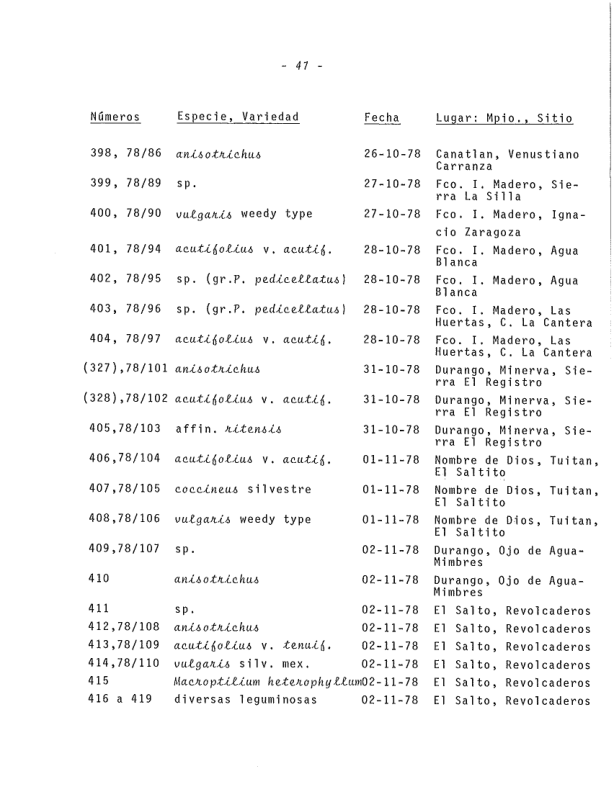 - 47 -
Números Especie, Variedad Fecha Lugar: Mpio., Sitio
398, 78/86 anisotrichus 26-10-78 Canatlan, Venustiano
Carranza
399, 78/89 sp. 27-10-78 Fco. I. Madero, Sie-
rra La Silla
400, 78/90 vulgaris weedy type 27-10-78 Fco. I. Madero, Igna-
cio Zaragoza
401, 78/94 acutifolius v. acutif. 28-10-78 Fco. I. Madero, Agua
Blanca
402, 78/95 sp. (gr.P. pedicellatus) 28-10-78 Fco. I. Madero, Agua
Blanca
403, 78/96 sp. (gr.P. pedicellatus) 28-10-78 Fco. I. Madero, Las
Huertas, C. La Cantera
404, 78/97 acutifolius v. acutif. 28-10-78 Fco. I. Madero, Las
Huertas, C. La Cantera
(327),78/101 anisotrichus 31-10-78 Durango, Minerva, Sie-
rra El Registro
(328),78/102 acutifolius v. acutif. 31-10-78 Durango, Minerva, Sie-
rra El Registro
405,78/103 affin. ritensis 31-10-78 Durango, Minerva, Sie-
rra El Registro
406,78/104 acutifolius v. acutif. 01-11-78 Nombre de Dios, Tuitan,
El Saltito
407,78/105 coccineus silvestre 01-11-78 Nombre de Dios, Tuitan,
El Saltito
408,78/106 vulgaris weedy type 01-11-78 Nombre de Dios, Tuitan,
El Saltito
409,78/107 sp. 02-11-78 Durango, Ojo de Agua-
Mimbres
410 anisotrichus 02-11-78 Durango, Ojo de Agua-
Mimbres
411 sp. 02-11-78 El Salto, Revolcaderos
412,78/108 anisotrichus 02-11-78 El Salto, Revolcaderos
413,78/109 acutifolius v. tenuif. 02-11-78 El Salto, Revolcaderos
414,78/110 vulgaris silv. mex. 02-11-78 El Salto, Revolcaderos
415 Macroptilium heterophyllum 02-11-78 El Salto, Revolcaderos
416 a 419 diversas leguminosas 02-11-78 El Salto, Revolcaderos